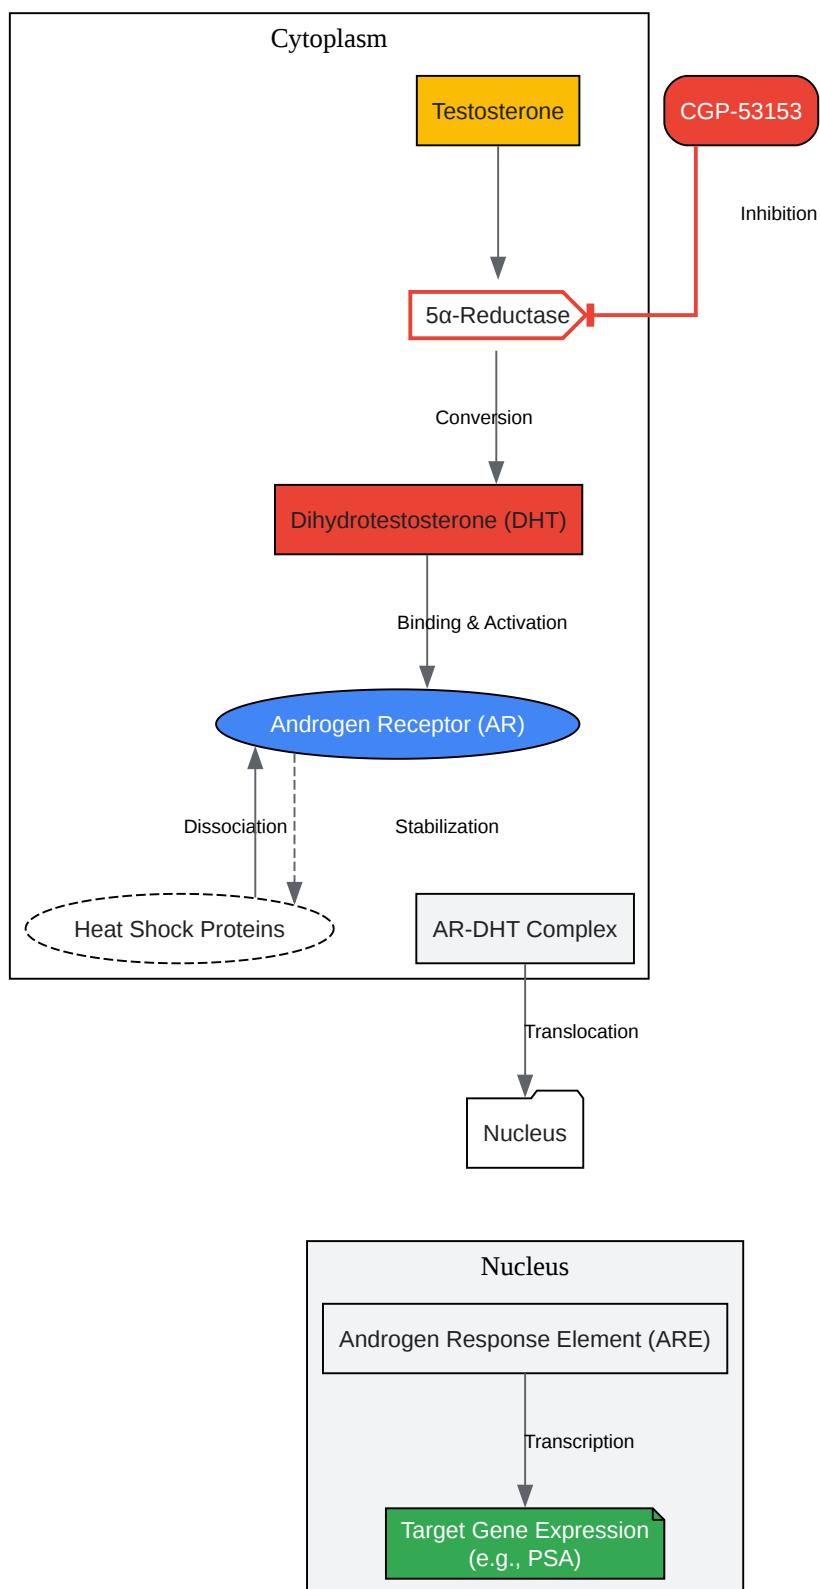 Cytoplasm
Testosterone
CGP-53153
Inhibition
5α-Reductase
Conversion
Dihydrotestosterone (DHT)
Binding & Activation
Androgen Receptor (AR)
Dissociation
Stabilization
Heat Shock Proteins
AR-DHT Complex
Translocation
Nucleus
Nucleus
Androgen Response Element (ARE)
Transcription
Target Gene Expression
(e.g., PSA)